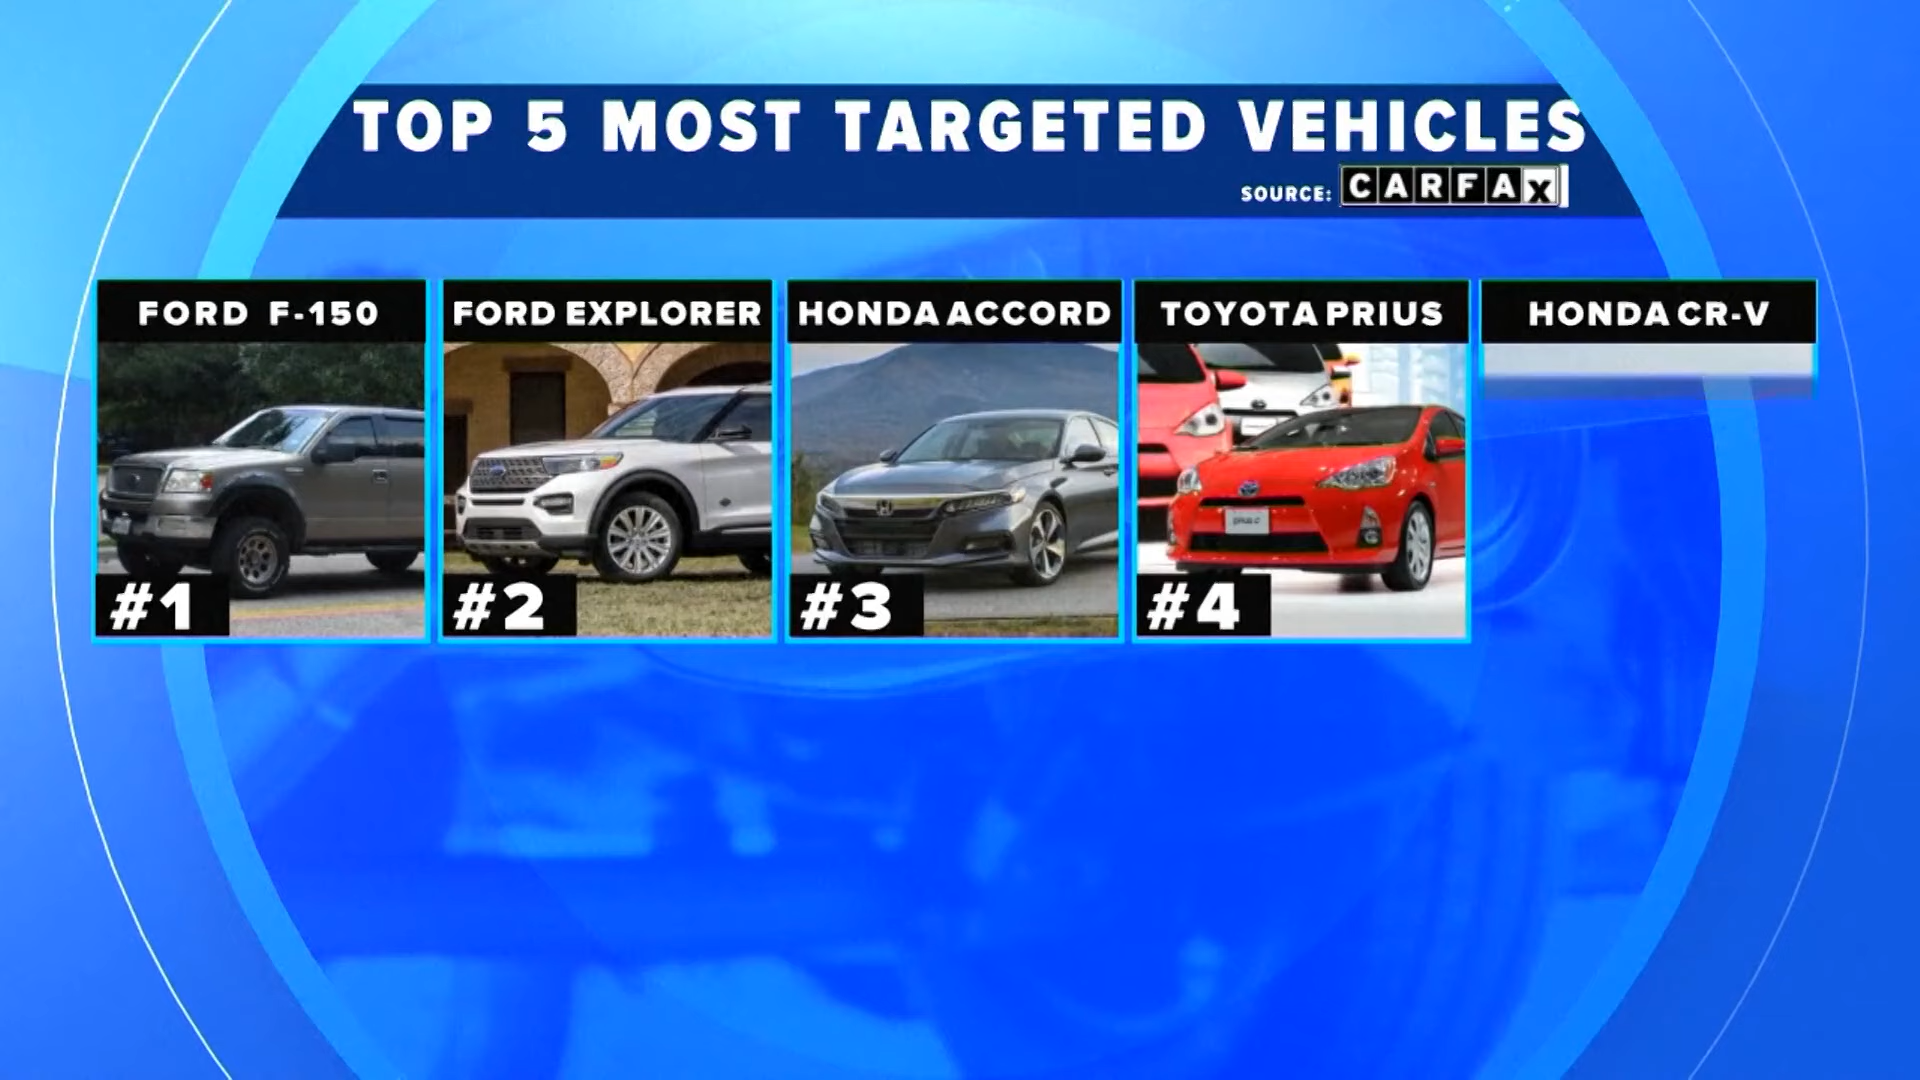 TOP 5 MOST TARGETED VEHICLES
SOURCE: CARFAX
FORD F-150
FORD EXPLORER
HONDA ACCORD
TOYOTA PRIUS
HONDA CR-V
prius c
#1
#2
#3
#4